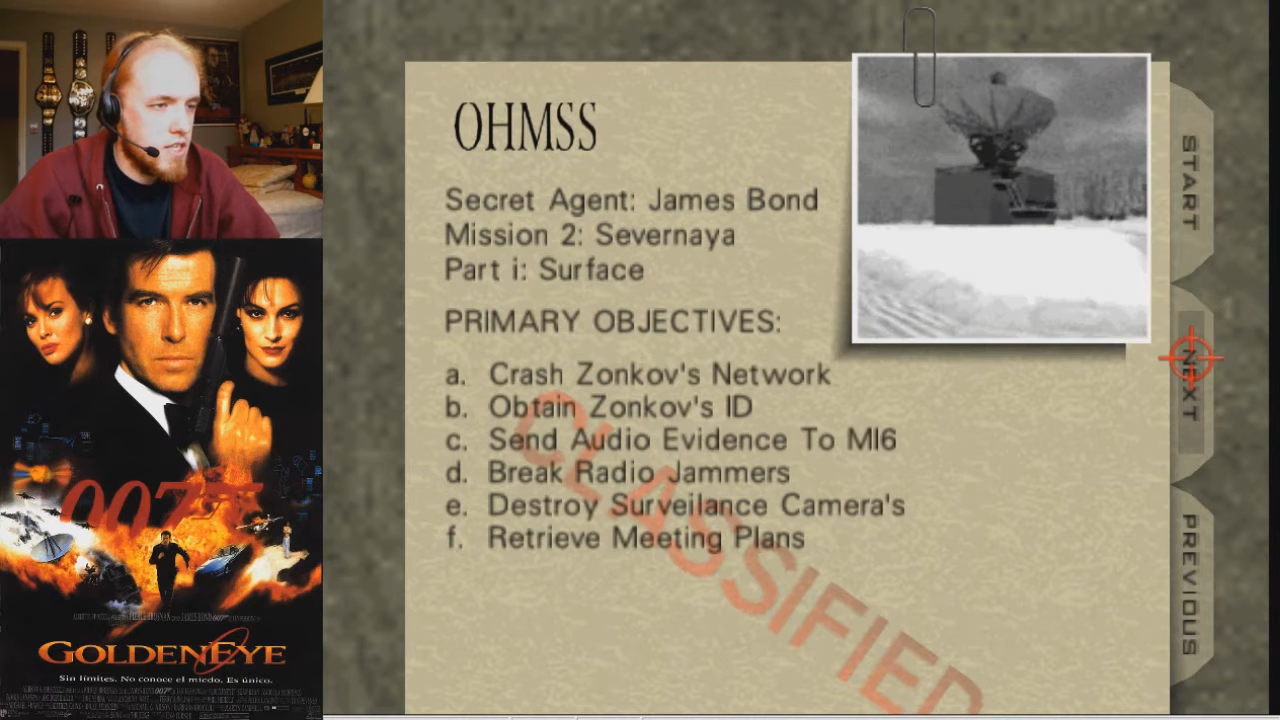 OHMSS
Secret Agent: James Bond
Mission 2: Severnaya
Part i: Surface
PRIMARY OBJECTIVES:
a. Crash Zonkov's Network
b. Obtain Zonkov's ID
c. Send Audio Evidence To MI6
d. Break Radio Jammers
e. Destroy Surveilance Camera's
f. Retrieve Meeting Plans
CLASSIFIED
START
NEXT
PREVIOUS
007
GOLDENEYE
Sin límites. No conoce el miedo. Es único.